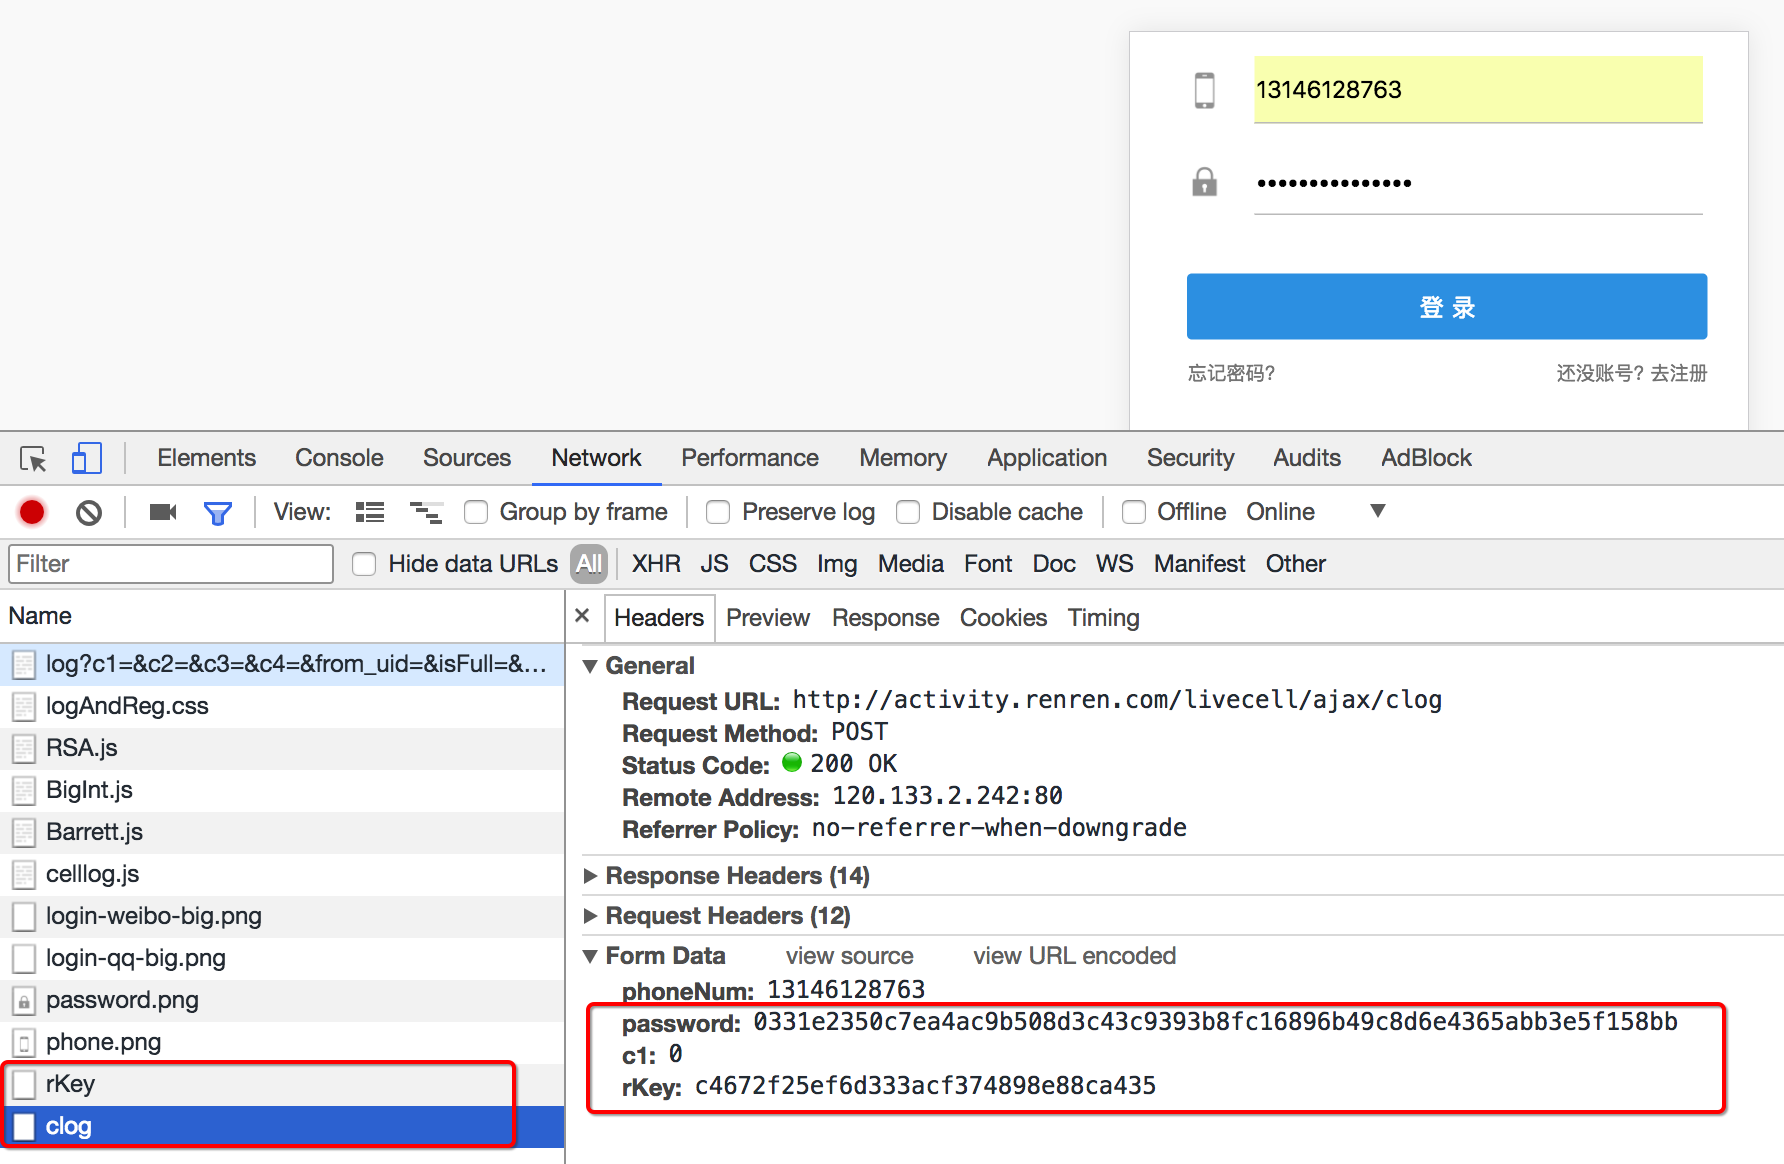 13146128763
•••••••••••••••
登 录
忘记密码?
还没账号? 去注册
Elements Console Sources Network Performance Memory Application Security Audits AdBlock
View: Group by frame Preserve log Disable cache Offline Online
Filter Hide data URLs All XHR JS CSS Img Media Font Doc WS Manifest Other
Name
log?c1=&c2=&c3=&c4=&from_uid=&isFull=&...
logAndReg.css
RSA.js
BigInt.js
Barrett.js
celllog.js
login-weibo-big.png
login-qq-big.png
password.png
phone.png
rKey
clog
× Headers Preview Response Cookies Timing
General
Request URL: http://activity.renren.com/livecell/ajax/clog
Request Method: POST
Status Code: 200 OK
Remote Address: 120.133.2.242:80
Referrer Policy: no-referrer-when-downgrade
Response Headers (14)
Request Headers (12)
Form Data view source view URL encoded
phoneNum: 13146128763
password: 0331e2350c7ea4ac9b508d3c43c9393b8fc16896b49c8d6e4365abb3e5f158bb
c1: 0
rKey: c4672f25ef6d333acf374898e88ca435